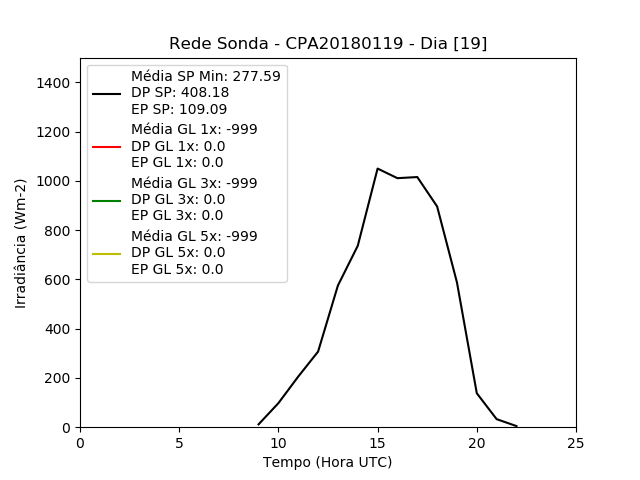 Rede Sonda - CPA20180119 - Dia [19]
Média SP Min: 277.59
DP SP: 408.18
EP SP: 109.09
Média GL 1x: -999
DP GL 1x: 0.0
EP GL 1x: 0.0
Média GL 3x: -999
DP GL 3x: 0.0
EP GL 3x: 0.0
Média GL 5x: -999
DP GL 5x: 0.0
EP GL 5x: 0.0
1400
1200
1000
800
600
400
200
0
Irradiância (Wm-2)
0 5 10 15 20 25
Tempo (Hora UTC)